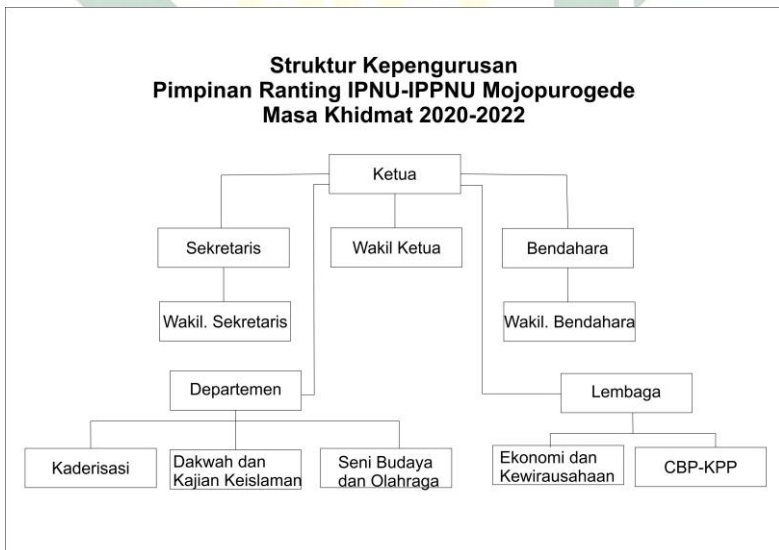 Struktur Kepengurusan
Pimpinan Ranting IPNU-IPPNU Mojopurogede
Masa Khidmat 2020-2022
Ketua
Sekretaris
Wakil Ketua
Bendahara
Wakil. Sekretaris
Wakil. Bendahara
Departemen
Lembaga
Kaderisasi
Dakwah dan
Kajian Keislaman
Seni Budaya
dan Olahraga
Ekonomi dan
Kewirausahaan
CBP-KPP